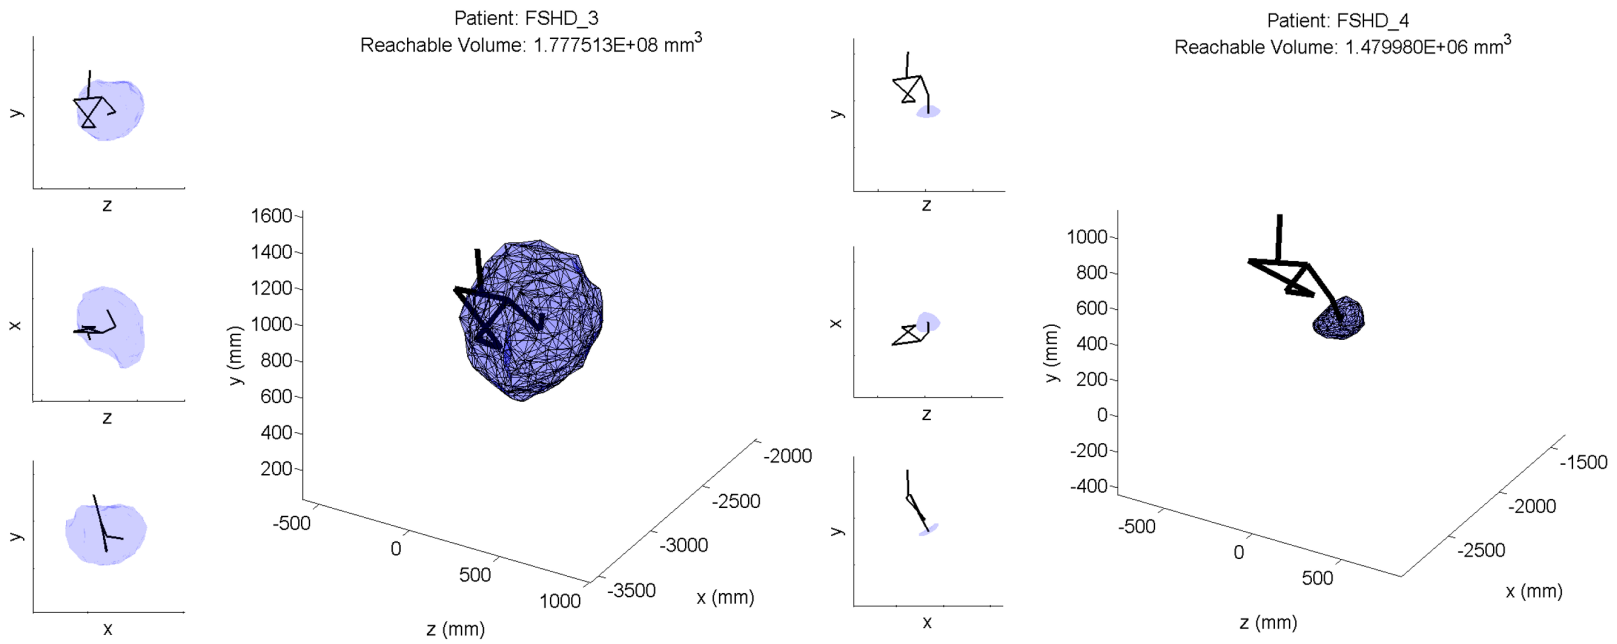 Patient: FSHD_3
Reachable Volume: 1.777513E+08 mm³
y
z
x
z
y
x
1600
1400
1200
1000
800
600
400
200
y (mm)
-500
0
500
1000
z (mm)
-2000
-2500
-3000
-3500
x (mm)
Patient: FSHD_4
Reachable Volume: 1.479980E+06 mm³
y
z
x
z
y
x
1000
800
600
400
200
0
-200
-400
y (mm)
-500
0
500
z (mm)
-1500
-2000
-2500
x (mm)